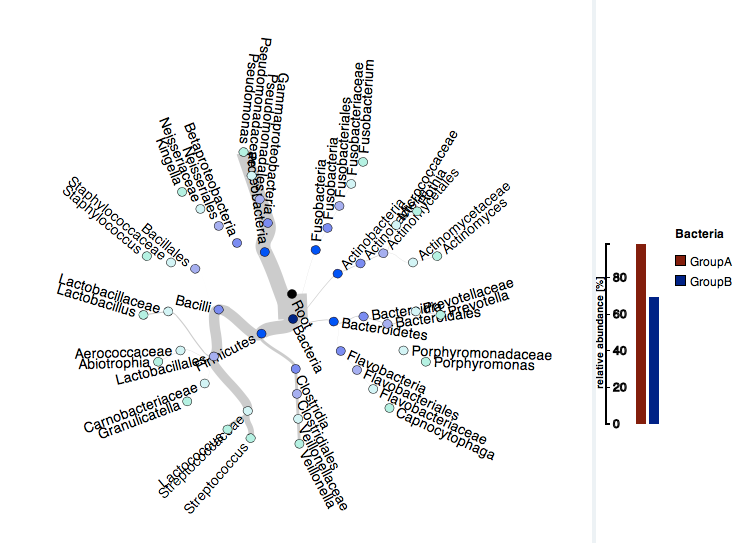 Pseudomonas
Pseudomonadaceae
Pseudomonadales
Gammaproteobacteria
Fusobacteria
Fusobacteria
Fusobacteriales
Fusobacteriaceae
Fusobacterium
Betaproteobacteria
Neisseriales
Neisseriaceae
Kingella
Actinobacteria
Actinomycetales
Actinomycetaceae
Actinomyces
Staphylococcaceae
Staphylococcus
Bacillales
Lactobacillaceae
Lactobacillus
Bacilli
Root
Bacteria
Firmicutes
Bacteroidetes
Bacteroidales
Prevotellaceae
Prevotella
Aerococcaceae
Abiotrophia
Lactobacillales
Porphyromonadaceae
Porphyromonas
Carnobacteriaceae
Granulicatella
Flavobacteria
Flavobacteriales
Flavobacteriaceae
Capnocytophaga
Clostridia
Clostridiales
Veillonellaceae
Veillonella
Lactococcus
Streptococcaceae
Streptococcus
Bacteria
GroupA
GroupB
relative abundance [%]
80
60
40
20
0